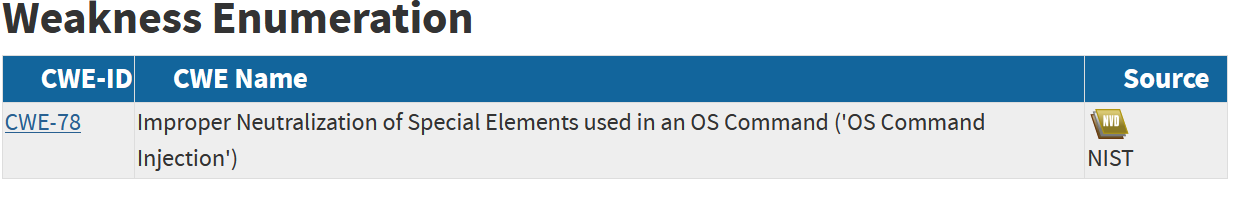 Weakness Enumeration
CWE-ID CWE Name Source
CWE-78 Improper Neutralization of Special Elements used in an OS Command ('OS Command NVD
Injection') NIST